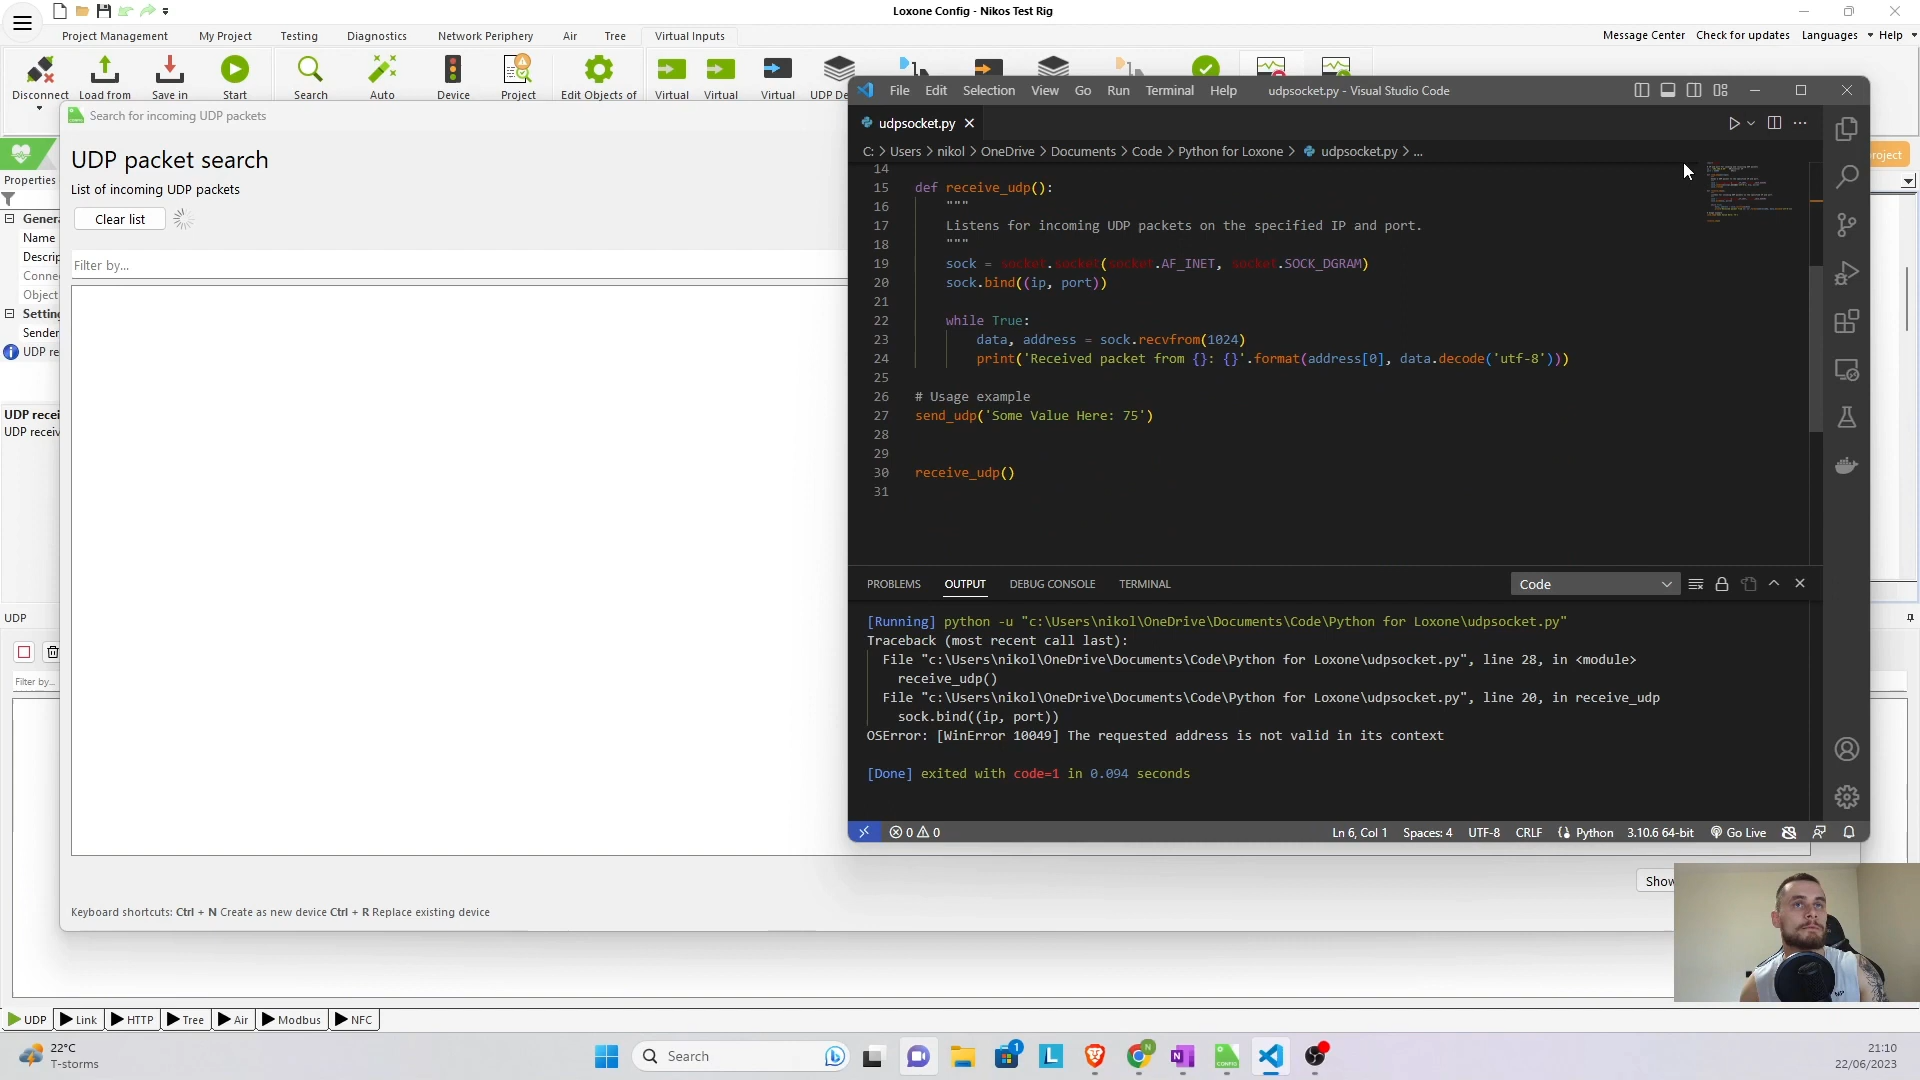 Loxone Config - Nikos Test Rig
Project Management
My Project
Testing
Diagnostics
Network Periphery
Air
Tree
Virtual Inputs
Message Center
Check for updates
Languages
Help
Disconnect
Load from
Save in
Start
Search
Auto
Device
Project
Edit Objects of
Virtual
Virtual
Virtual
UDP De
roject
Properties
Gener
Name
Descrip
Conne
Object
Settin
Sender
UDP re
UDP recei
UDP receiv
UDP
Filter by...
Search for incoming UDP packets
UDP packet search
List of incoming UDP packets
Clear list
Filter by...
Show
Keyboard shortcuts: Ctrl + N Create as new device Ctrl + R Replace existing device
File Edit Selection View Go Run Terminal Help
udpsocket.py - Visual Studio Code
udpsocket.py
C: > Users > nikol > OneDrive > Documents > Code > Python for Loxone > udpsocket.py > ...
14
15 def receive_udp():
16 """
17 Listens for incoming UDP packets on the specified IP and port.
18 """
19 sock = socket.socket(socket.AF_INET, socket.SOCK_DGRAM)
20 sock.bind((ip, port))
21
22 while True:
23 data, address = sock.recvfrom(1024)
24 print('Received packet from {}: {}'.format(address[0], data.decode('utf-8')))
25
26 # Usage example
27 send_udp('Some Value Here: 75')
28
29
30 receive_udp()
31
PROBLEMS OUTPUT DEBUG CONSOLE TERMINAL
Code
[Running] python -u "c:\Users\nikol\OneDrive\Documents\Code\Python for Loxone\udpsocket.py"
Traceback (most recent call last):
File "c:\Users\nikol\OneDrive\Documents\Code\Python for Loxone\udpsocket.py", line 28, in <module>
receive_udp()
File "c:\Users\nikol\OneDrive\Documents\Code\Python for Loxone\udpsocket.py", line 20, in receive_udp
sock.bind((ip, port))
OSError: [WinError 10049] The requested address is not valid in its context
[Done] exited with code=1 in 0.094 seconds
0 0
Ln 6, Col 1
Spaces: 4
UTF-8
CRLF
Python
3.10.6 64-bit
Go Live
UDP
Link
HTTP
Tree
Air
Modbus
NFC
22°C
T-storms
Search
1
N
CONFIG
21:10
22/06/2023